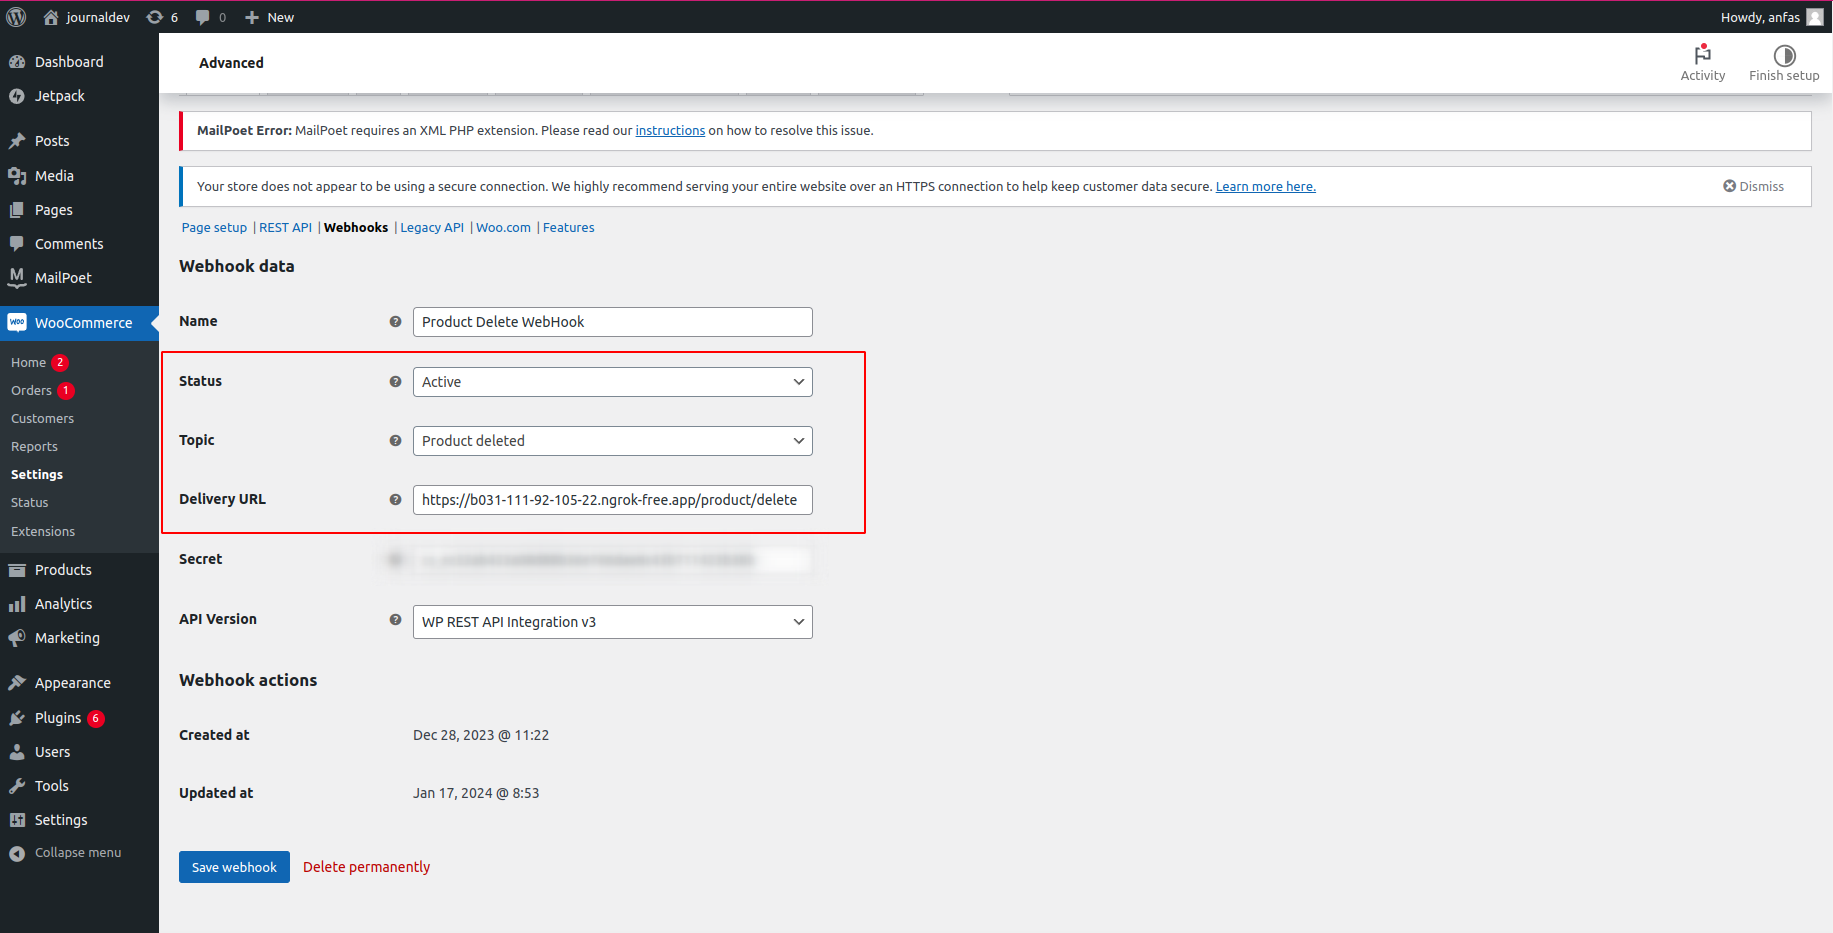 journaldev 6 0 New Howdy, anfas
Dashboard
Jetpack
Posts
Media
Pages
Comments
MailPoet
WooCommerce
Home 2
Orders 1
Customers
Reports
Settings
Status
Extensions
Products
Analytics
Marketing
Appearance
Plugins 6
Users
Tools
Settings
Collapse menu
Advanced
Activity
Finish setup
MailPoet Error: MailPoet requires an XML PHP extension. Please read our instructions on how to resolve this issue.
Your store does not appear to be using a secure connection. We highly recommend serving your entire website over an HTTPS connection to help keep customer data secure. Learn more here. Dismiss
Page setup | REST API | Webhooks | Legacy API | Woo.com | Features
Webhook data
Name Product Delete WebHook
Status Active
Topic Product deleted
Delivery URL https://b031-111-92-105-22.ngrok-free.app/product/delete
Secret
API Version WP REST API Integration v3
Webhook actions
Created at Dec 28, 2023 @ 11:22
Updated at Jan 17, 2024 @ 8:53
Save webhook Delete permanently